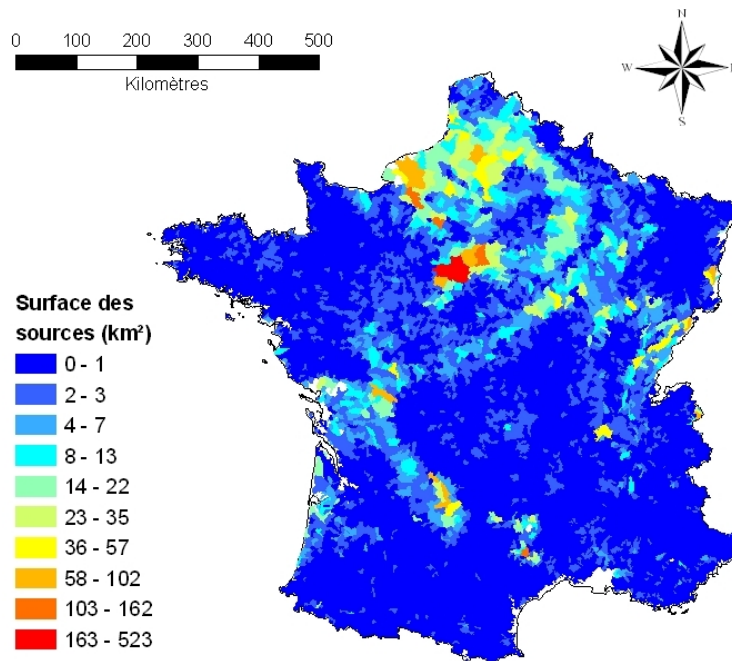 0 100 200 300 400 500
Kilomètres
N
W
S
Surface des
sources (km²)
0 - 1
2 - 3
4 - 7
8 - 13
14 - 22
23 - 35
36 - 57
58 - 102
103 - 162
163 - 523